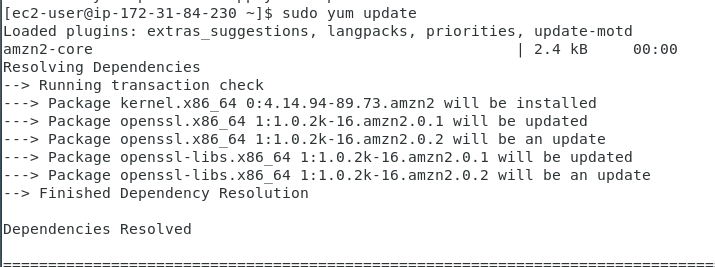 [ec2-user@ip-172-31-84-230 ~]$ sudo yum update
Loaded plugins: extras_suggestions, langpacks, priorities, update-motd
amzn2-core | 2.4 kB 00:00
Resolving Dependencies
--> Running transaction check
---> Package kernel.x86_64 0:4.14.94-89.73.amzn2 will be installed
---> Package openssl.x86_64 1:1.0.2k-16.amzn2.0.1 will be updated
---> Package openssl.x86_64 1:1.0.2k-16.amzn2.0.2 will be an update
---> Package openssl-libs.x86_64 1:1.0.2k-16.amzn2.0.1 will be updated
---> Package openssl-libs.x86_64 1:1.0.2k-16.amzn2.0.2 will be an update
--> Finished Dependency Resolution
Dependencies Resolved
================================================================================